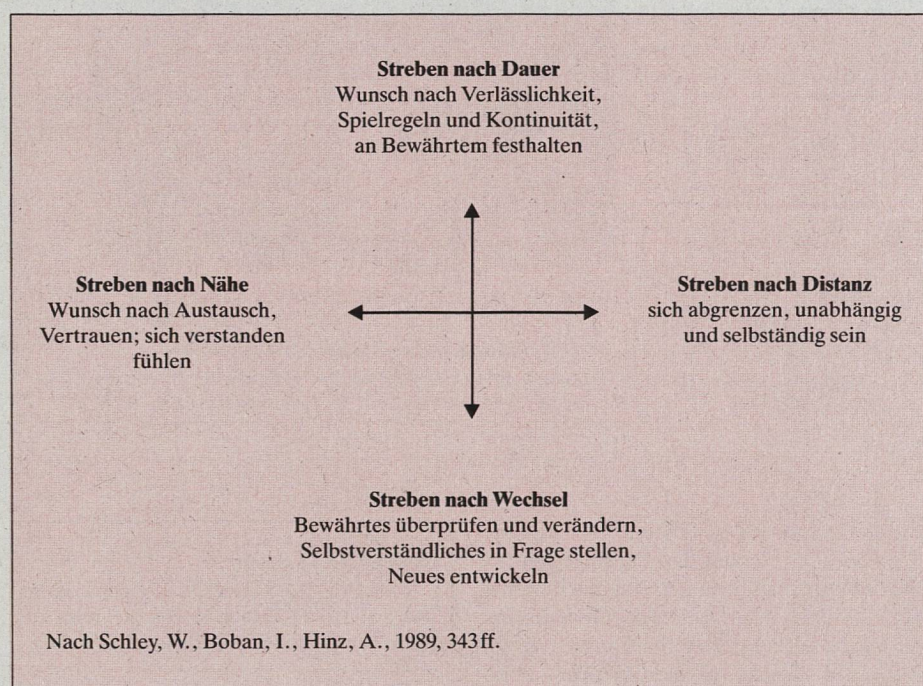 Streben nach Dauer
Wunsch nach Verlässlichkeit,
Spielregeln und Kontinuität,
an Bewährtem festhalten
Streben nach Nähe
Wunsch nach Austausch,
Vertrauen; sich verstanden
fühlen
Streben nach Distanz
sich abgrenzen, unabhängig
und selbständig sein
Streben nach Wechsel
Bewährtes überprüfen und verändern,
Selbstverständliches in Frage stellen,
Neues entwickeln
Nach Schley, W., Boban, I., Hinz, A., 1989, 343 ff.